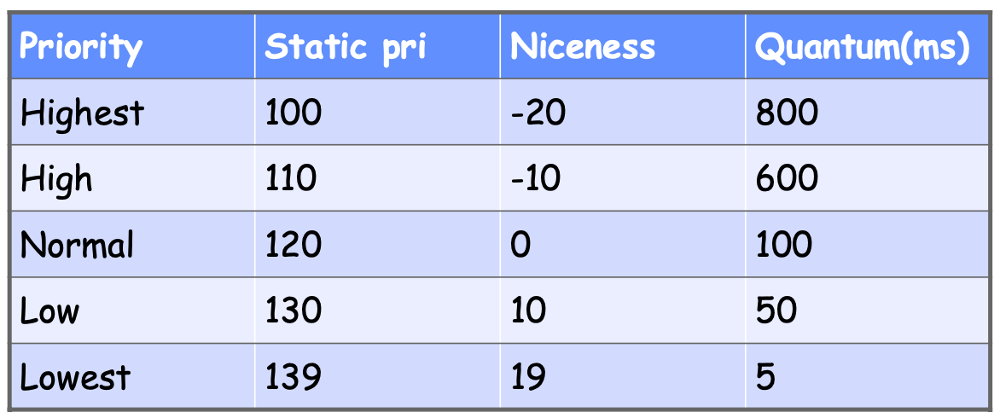 Priority Static pri Niceness Quantum(ms)
Highest 100 -20 800
High 110 -10 600
Normal 120 0 100
Low 130 10 50
Lowest 139 19 5